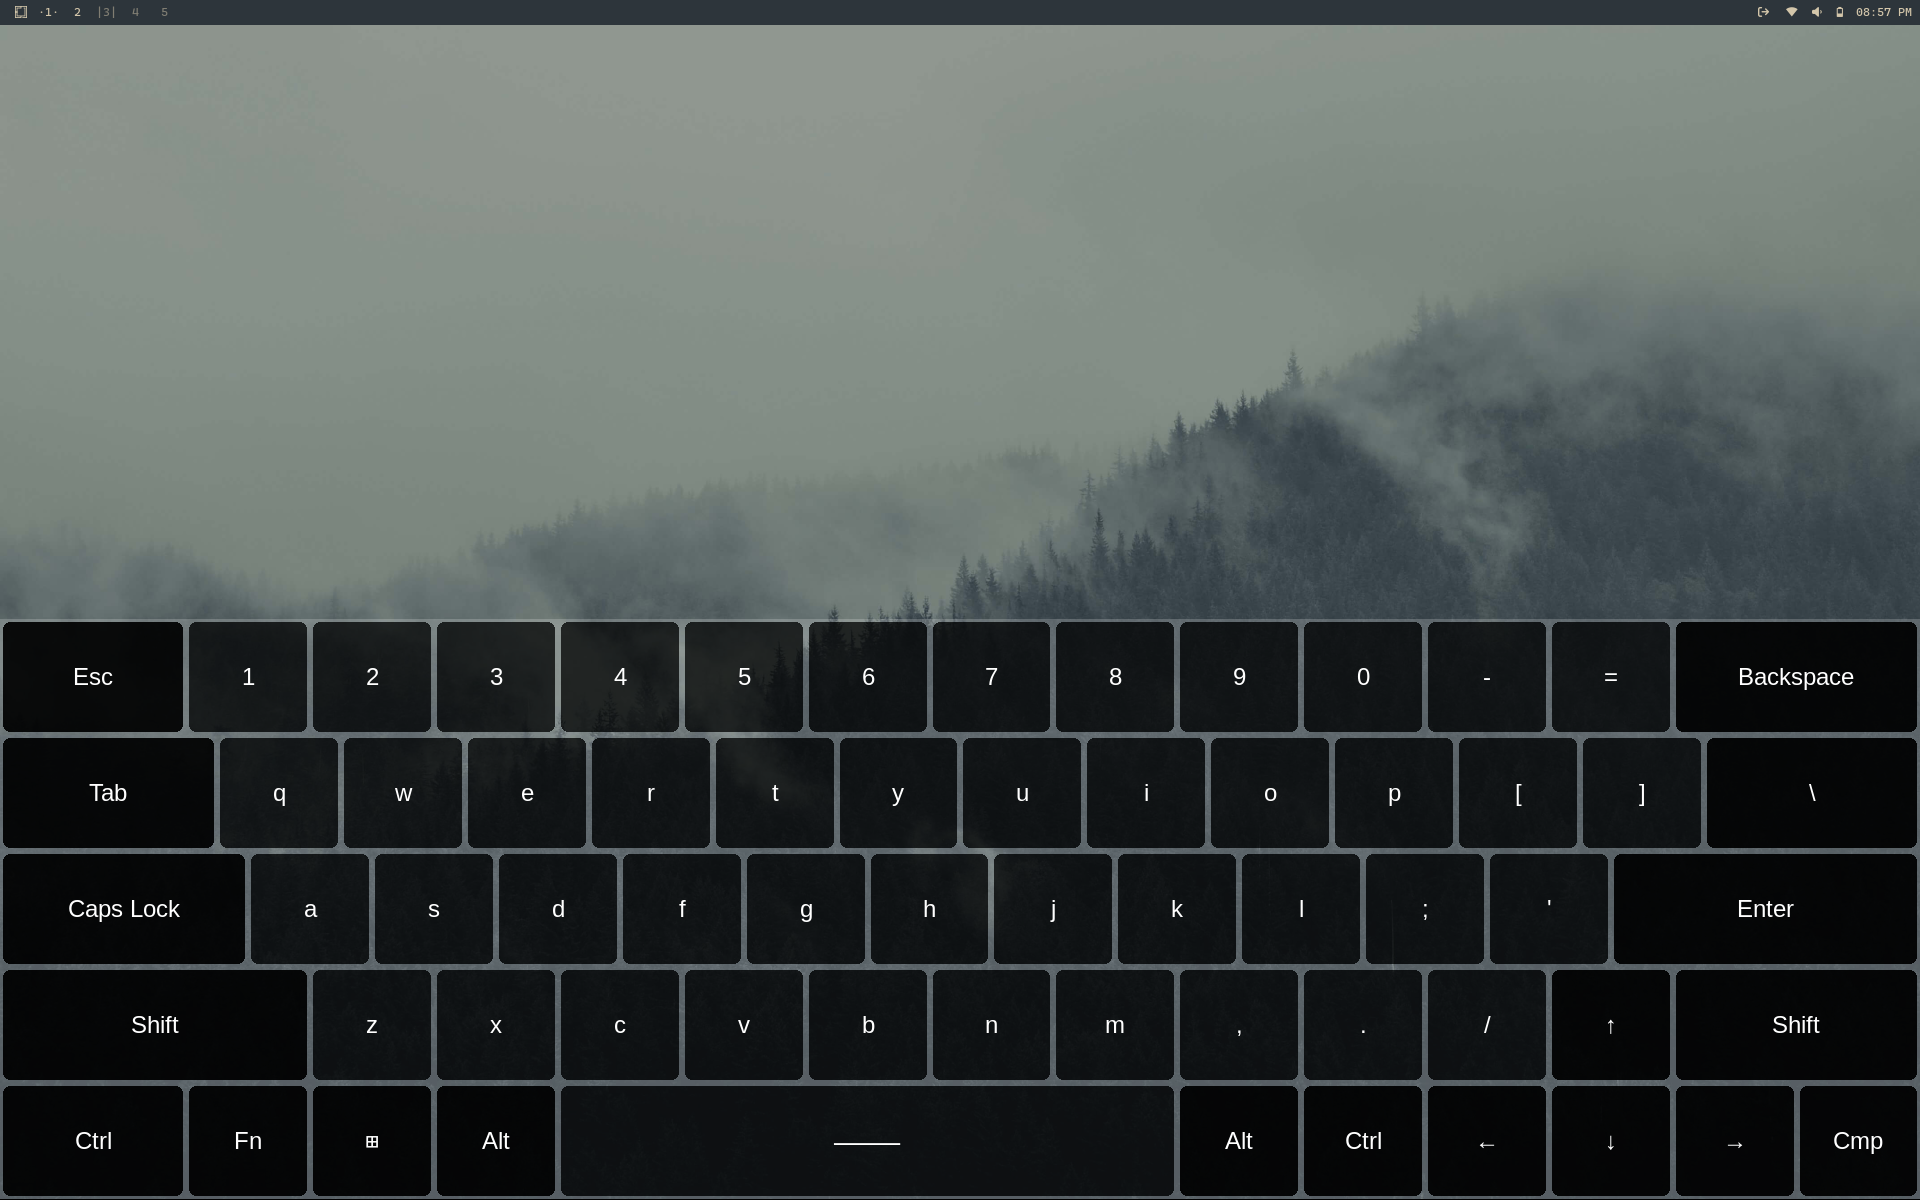 ·1· 2 |3| 4 5 08:57 PM
Esc 1 2 3 4 5 6 7 8 9 0 - = Backspace
Tab q w e r t y u i o p [ ] \
Caps Lock a s d f g h j k l ; ' Enter
Shift z x c v b n m , . / ↑ Shift
Ctrl Fn ⊞ Alt Alt Ctrl ← ↓ → Cmp